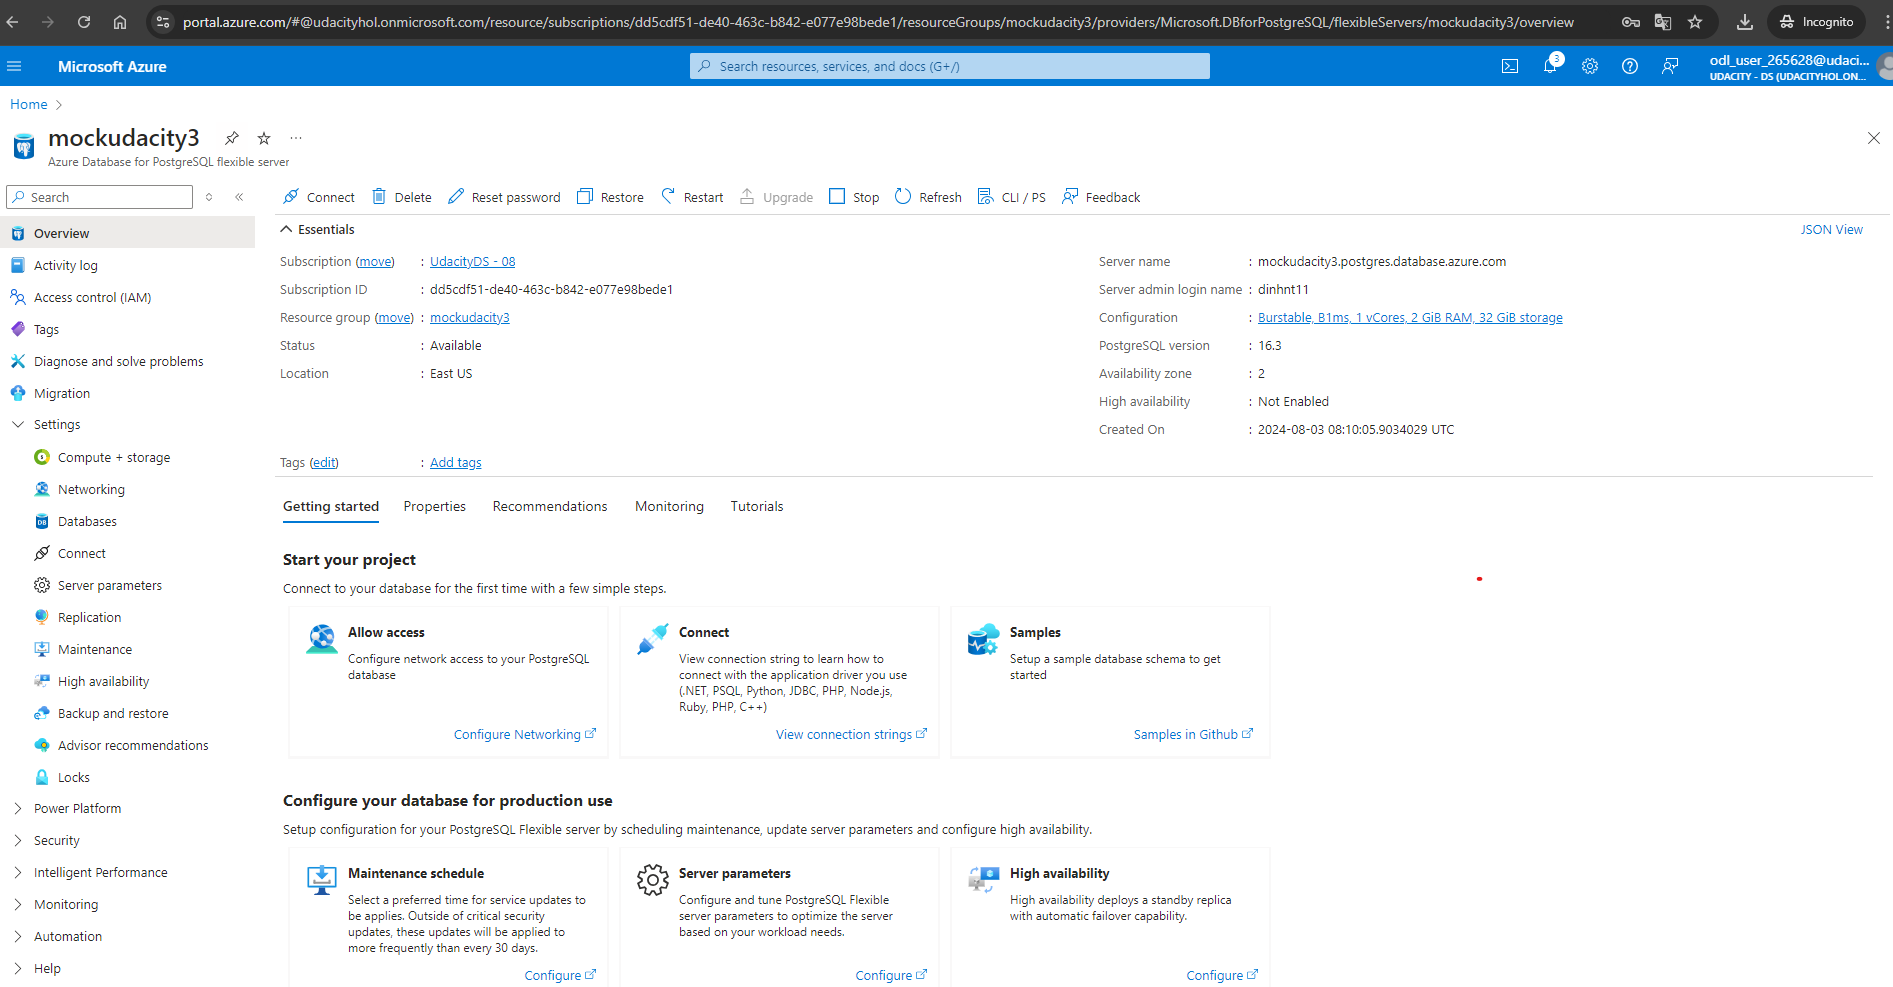 portal.azure.com/#@udacityhol.onmicrosoft.com/resource/subscriptions/dd5cdf51-de40-463c-b842-e077e98bede1/resourceGroups/mockudacity3/providers/Microsoft.DBforPostgreSQL/flexibleServers/mockudacity3/overview
Incognito
Microsoft Azure
Search resources, services, and docs (G+/)
3
odl_user_265628@udaci...
UDACITY - DS (UDACITYHOL.ON...
Home
mockudacity3
Azure Database for PostgreSQL flexible server
Search
Connect
Delete
Reset password
Restore
Restart
Upgrade
Stop
Refresh
CLI / PS
Feedback
Overview
Activity log
Access control (IAM)
Tags
Diagnose and solve problems
Migration
Settings
Compute + storage
Networking
Databases
Connect
Server parameters
Replication
Maintenance
High availability
Backup and restore
Advisor recommendations
Locks
Power Platform
Security
Intelligent Performance
Monitoring
Automation
Help
Essentials
JSON View
Subscription (move) : UdacityDS - 08
Subscription ID : dd5cdf51-de40-463c-b842-e077e98bede1
Resource group (move) : mockudacity3
Status : Available
Location : East US
Server name : mockudacity3.postgres.database.azure.com
Server admin login name : dinhnt11
Configuration : Burstable, B1ms, 1 vCores, 2 GiB RAM, 32 GiB storage
PostgreSQL version : 16.3
Availability zone : 2
High availability : Not Enabled
Created On : 2024-08-03 08:10:05.9034029 UTC
Tags (edit) : Add tags
Getting started
Properties
Recommendations
Monitoring
Tutorials
Start your project
Connect to your database for the first time with a few simple steps.
Allow access
Configure network access to your PostgreSQL
database
Configure Networking
Connect
View connection string to learn how to
connect with the application driver you use
(.NET, PSQL, Python, JDBC, PHP, Node.js,
Ruby, PHP, C++)
View connection strings
Samples
Setup a sample database schema to get
started
Samples in Github
Configure your database for production use
Setup configuration for your PostgreSQL Flexible server by scheduling maintenance, update server parameters and configure high availability.
Maintenance schedule
Select a preferred time for service updates to
be applies. Outside of critical security
updates, these updates will be applied to
more frequently than every 30 days.
Configure
Server parameters
Configure and tune PostgreSQL Flexible
server parameters to optimize the server
based on your workload needs.
Configure
High availability
High availability deploys a standby replica
with automatic failover capability.
Configure